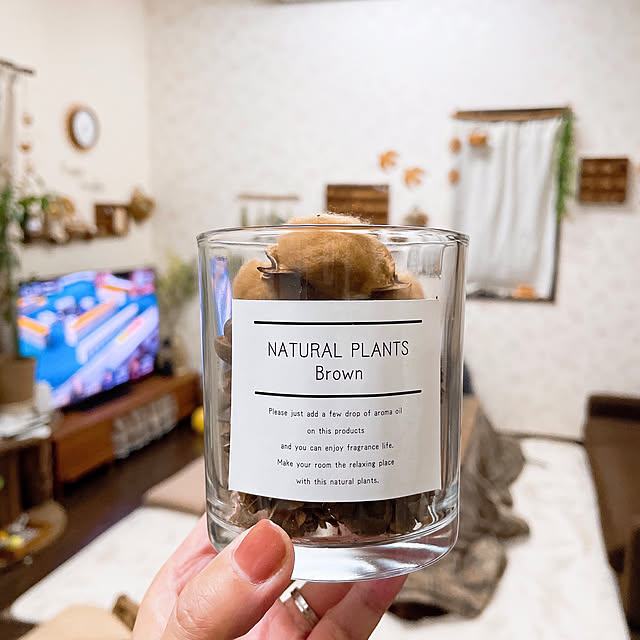 NATURAL PLANTS
Brown
Please just add a few drop of aroma oil
on this products
and you can enjoy fragrance life.
Make your room the relaxing place
with this natural plants.